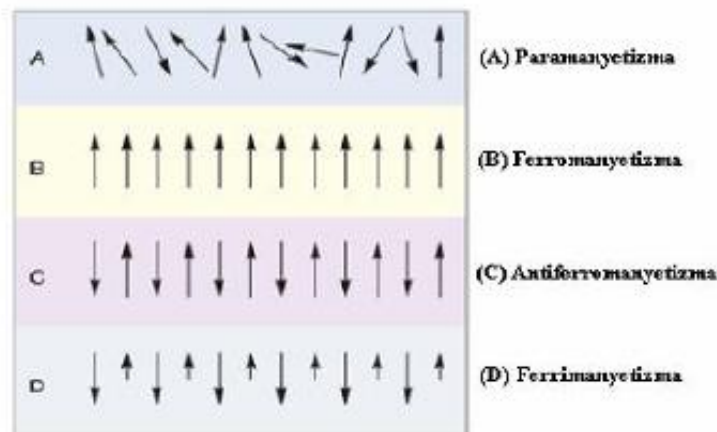 A (A) Paramanyetizma
B (B) Ferromanyetizma
C (C) Antiferromanyetizma
D (D) Ferrimanyetizma